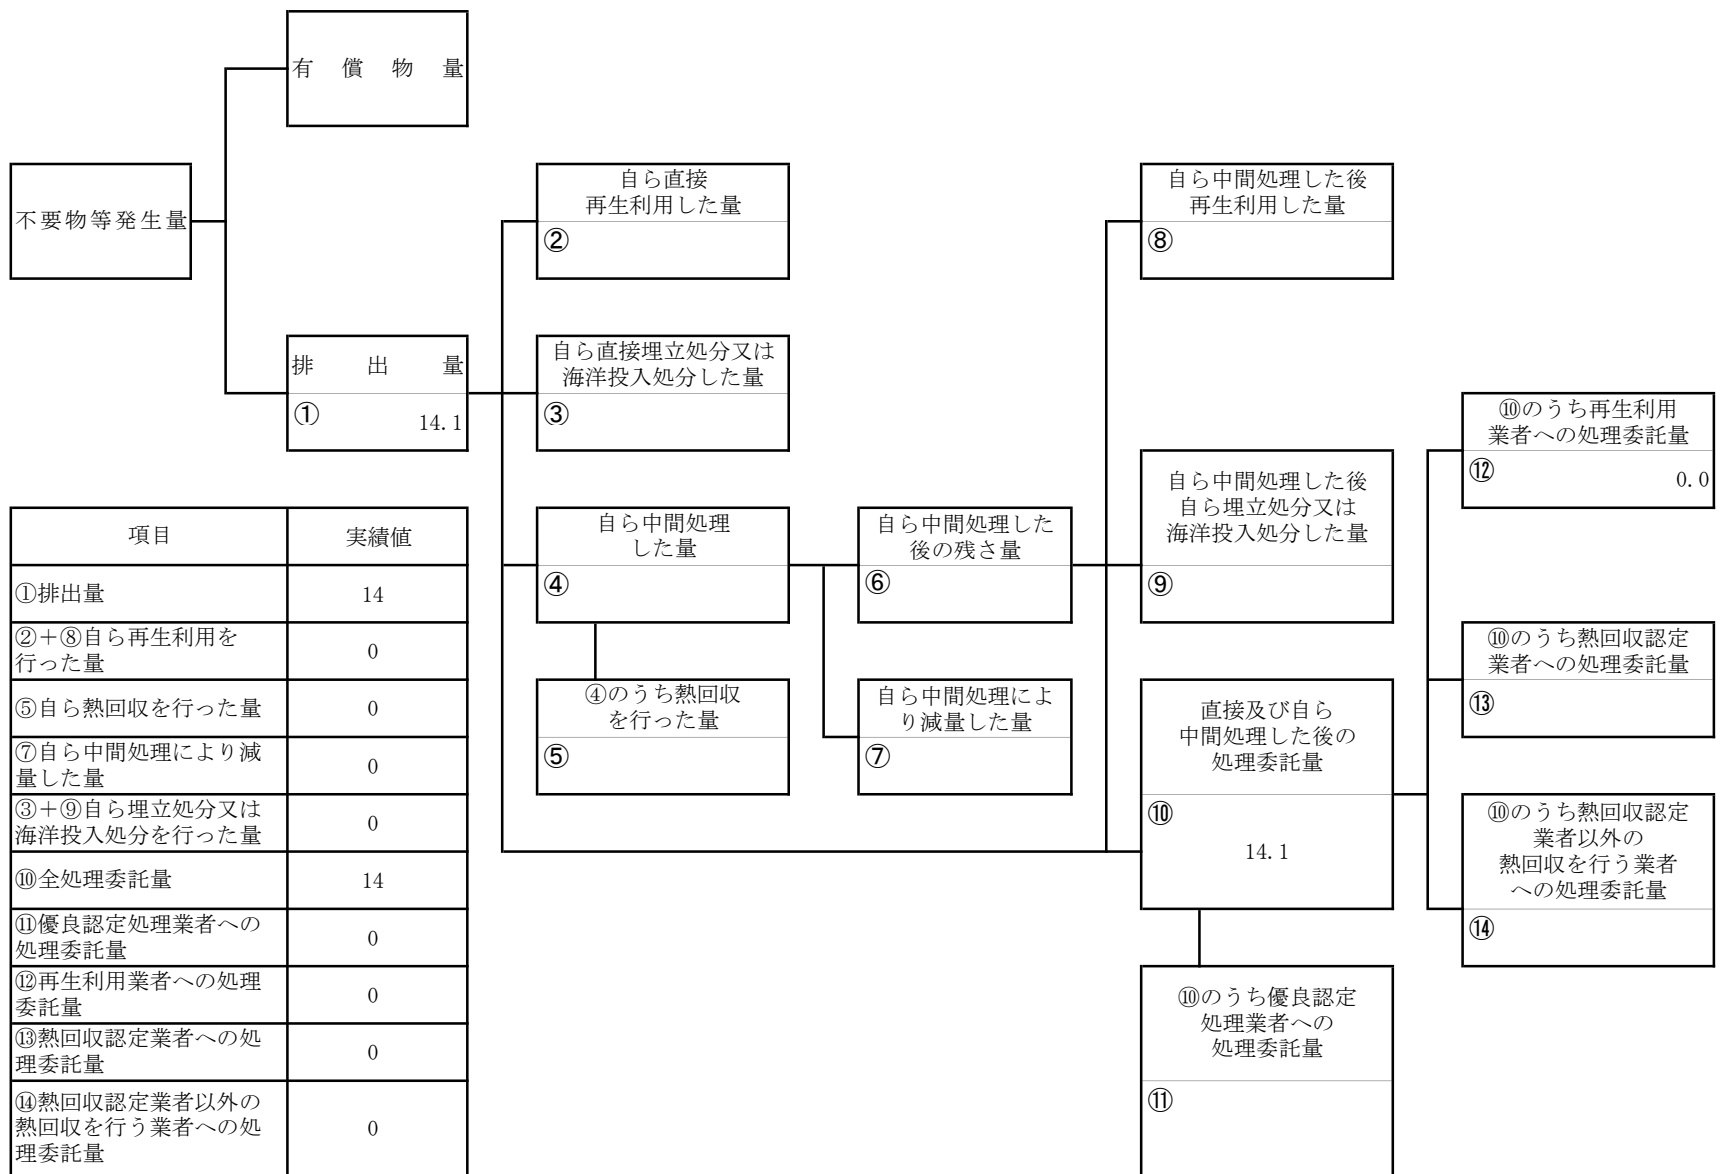 有償物量
不要物等発生量
自ら直接
再生利用した量
②
自ら中間処理した後
再生利用した量
⑧
排出量
①
14.1
自ら直接埋立処分又は
海洋投入処分した量
③
⑩のうち再生利用
業者への処理委託量
⑫
0.0
自ら中間処理
した量
④
自ら中間処理した
後の残さ量
⑥
自ら中間処理した後
自ら埋立処分又は
海洋投入処分した量
⑨
④のうち熱回収
を行った量
⑤
自ら中間処理によ
り減量した量
⑦
直接及び自ら
中間処理した後の
処理委託量
⑩
14.1
⑩のうち熱回収認定
業者への処理委託量
⑬
⑩のうち熱回収認定
業者以外の
熱回収を行う業者
への処理委託量
⑭
⑩のうち優良認定
処理業者への
処理委託量
⑪
項目 実績値
①排出量 14
②+⑧自ら再生利用を
行った量 0
⑤自ら熱回収を行った量 0
⑦自ら中間処理により減
量した量 0
③+⑨自ら埋立処分又は
海洋投入処分を行った量 0
⑩全処理委託量 14
⑪優良認定処理業者への
処理委託量 0
⑫再生利用業者への処理
委託量 0
⑬熱回収認定業者への処
理委託量 0
⑭熱回収認定業者以外の
熱回収を行う業者への処 0
理委託量